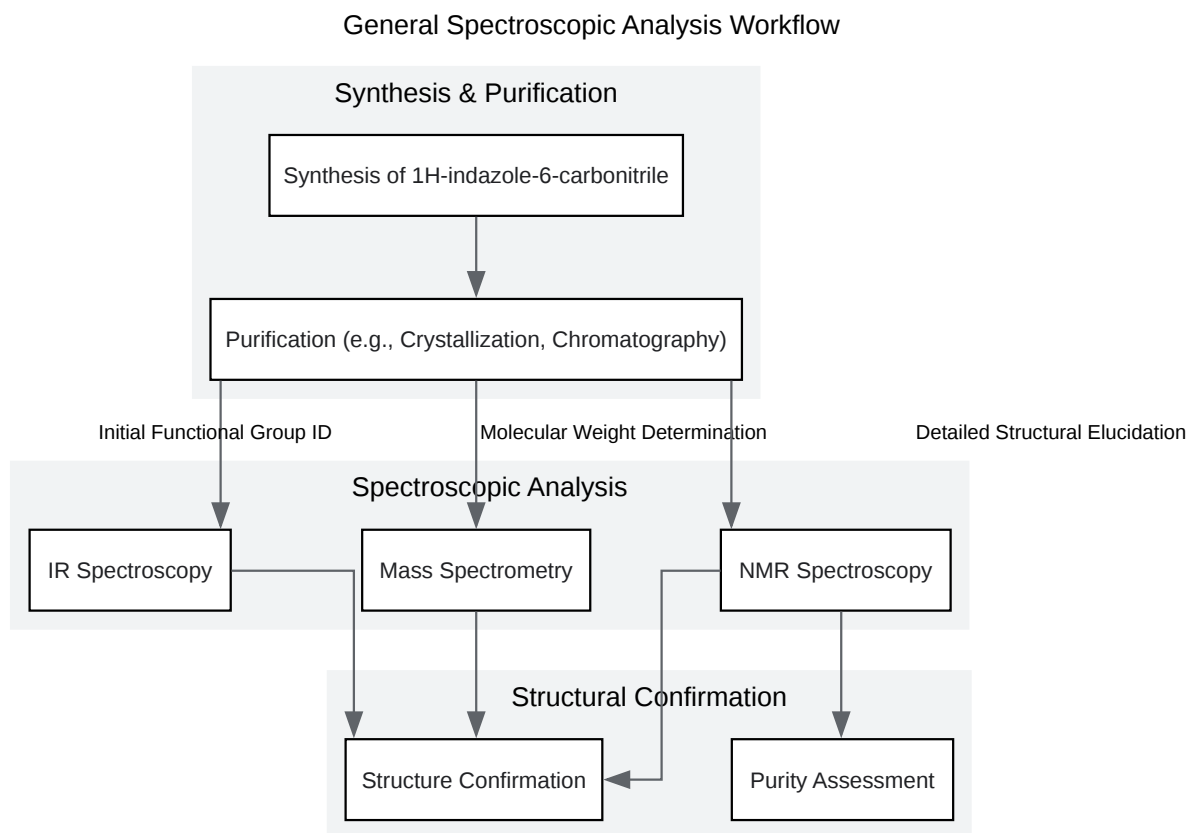 General Spectroscopic Analysis Workflow
Synthesis & Purification
Synthesis of 1H-indazole-6-carbonitrile
Purification (e.g., Crystallization, Chromatography)
Initial Functional Group ID
Molecular Weight Determination
Detailed Structural Elucidation
Spectroscopic Analysis
IR Spectroscopy
Mass Spectrometry
NMR Spectroscopy
Structural Confirmation
Structure Confirmation
Purity Assessment